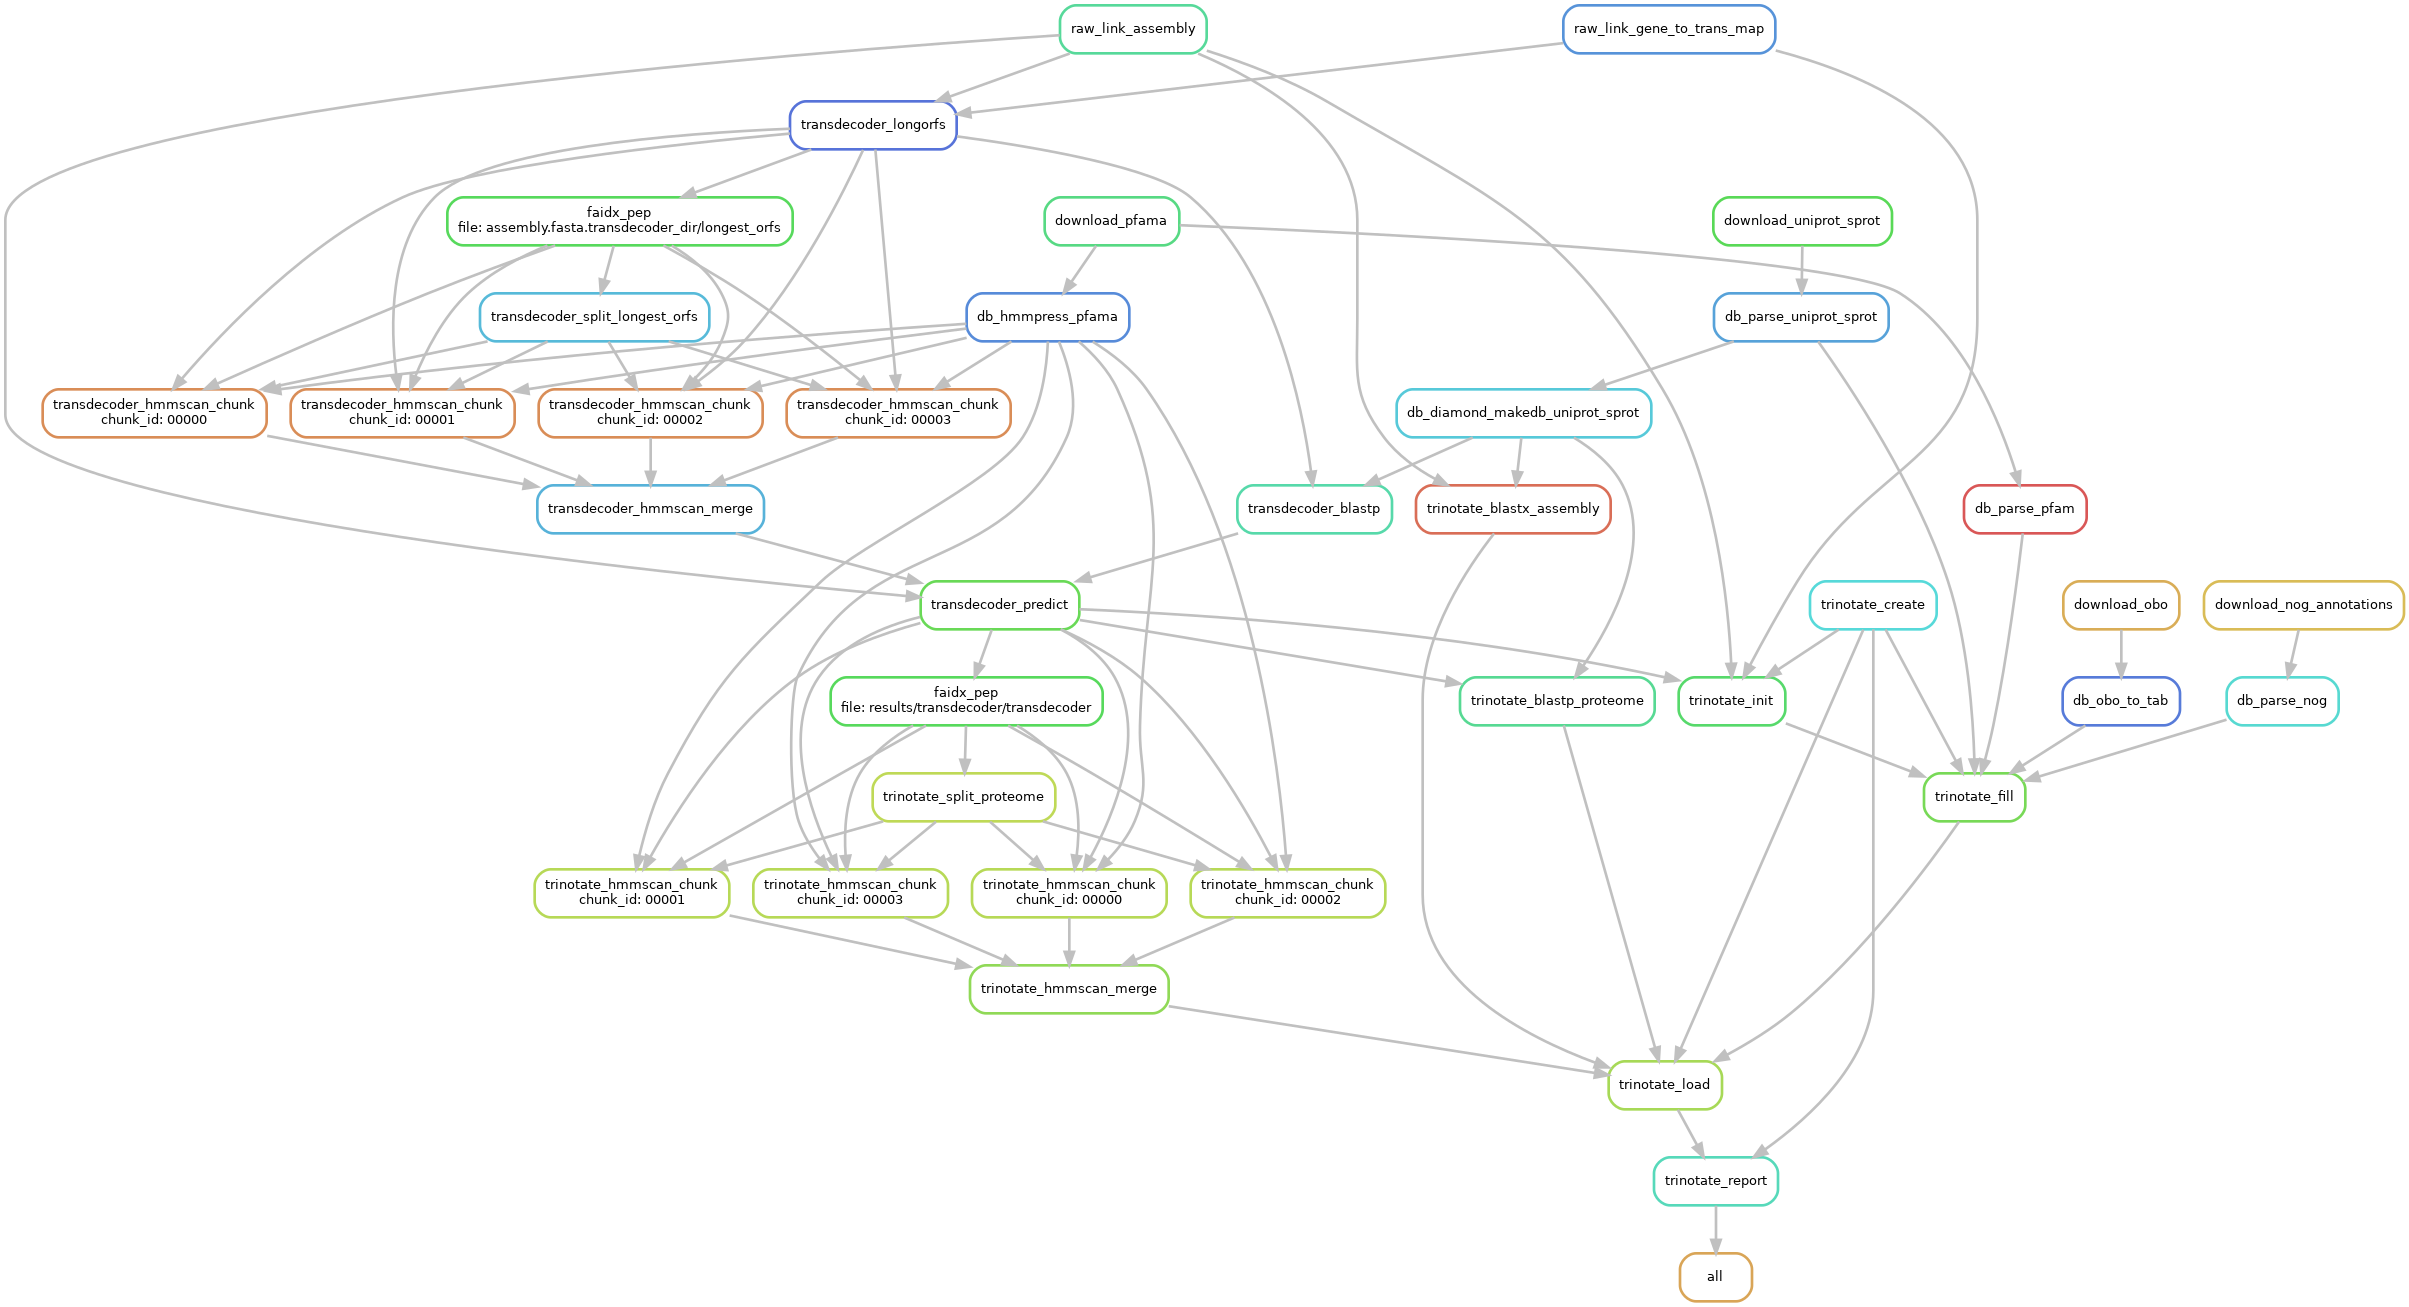 raw_link_assembly
raw_link_gene_to_trans_map
transdecoder_longorfs
faidx_pep
file: assembly.fasta.transdecoder_dir/longest_orfs
download_pfama
download_uniprot_sprot
transdecoder_split_longest_orfs
db_hmmpress_pfama
db_parse_uniprot_sprot
transdecoder_hmmscan_chunk
chunk_id: 00000
transdecoder_hmmscan_chunk
chunk_id: 00001
transdecoder_hmmscan_chunk
chunk_id: 00002
transdecoder_hmmscan_chunk
chunk_id: 00003
db_diamond_makedb_uniprot_sprot
transdecoder_hmmscan_merge
transdecoder_blastp
trinotate_blastx_assembly
db_parse_pfam
transdecoder_predict
trinotate_create
download_obo
download_nog_annotations
faidx_pep
file: results/transdecoder/transdecoder
trinotate_blastp_proteome
trinotate_init
db_obo_to_tab
db_parse_nog
trinotate_split_proteome
trinotate_fill
trinotate_hmmscan_chunk
chunk_id: 00001
trinotate_hmmscan_chunk
chunk_id: 00003
trinotate_hmmscan_chunk
chunk_id: 00000
trinotate_hmmscan_chunk
chunk_id: 00002
trinotate_hmmscan_merge
trinotate_load
trinotate_report
all